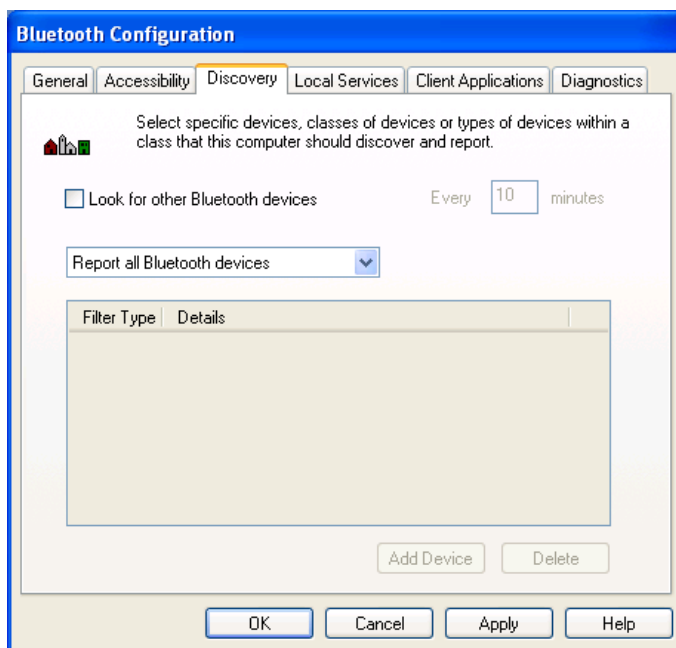 Bluetooth Configuration
General Accessibility Discovery Local Services Client Applications Diagnostics
Select specific devices, classes of devices or types of devices within a
class that this computer should discover and report.
Look for other Bluetooth devices Every 10 minutes
Report all Bluetooth devices
Filter Type Details
Add Device Delete
OK Cancel Apply Help